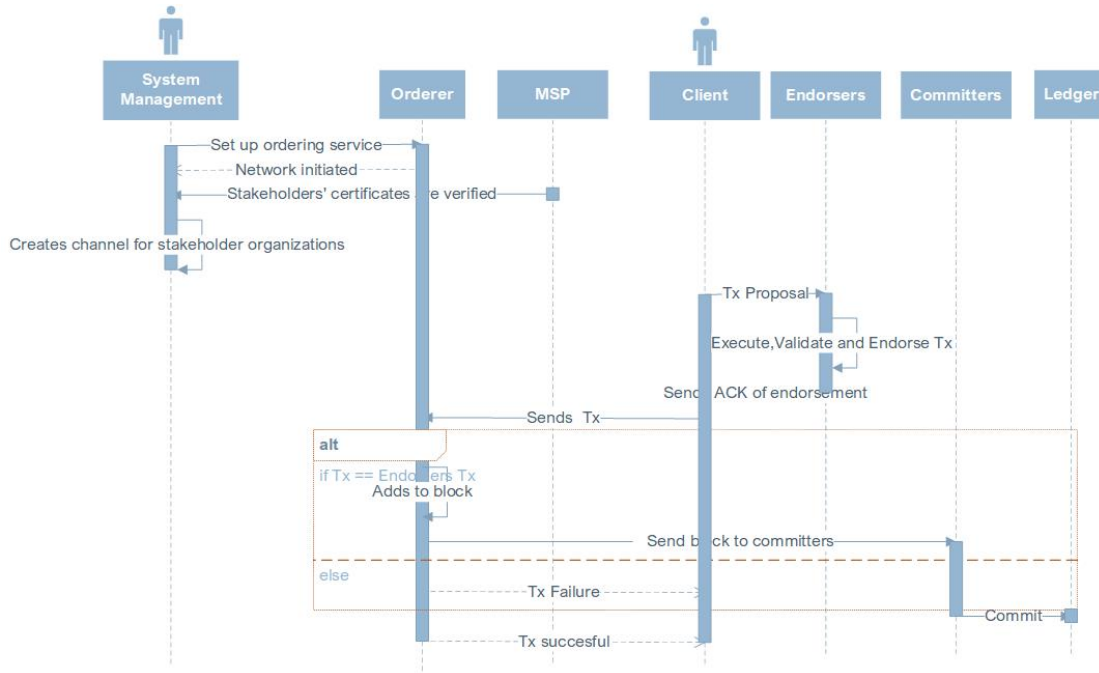 System
Management
Orderer
MSP
Client
Endorsers
Committers
Ledger
Set up ordering service
Network initiated
Stakeholders' certificates are verified
Creates channel for stakeholder organizations
Tx Proposal
Execute,Validate and Endorse Tx
Send ACK of endorsement
Sends Tx
alt
if Tx == Endorsers Tx
Adds to block
Send block to committers
else
Tx Failure
Commit
Tx succesful